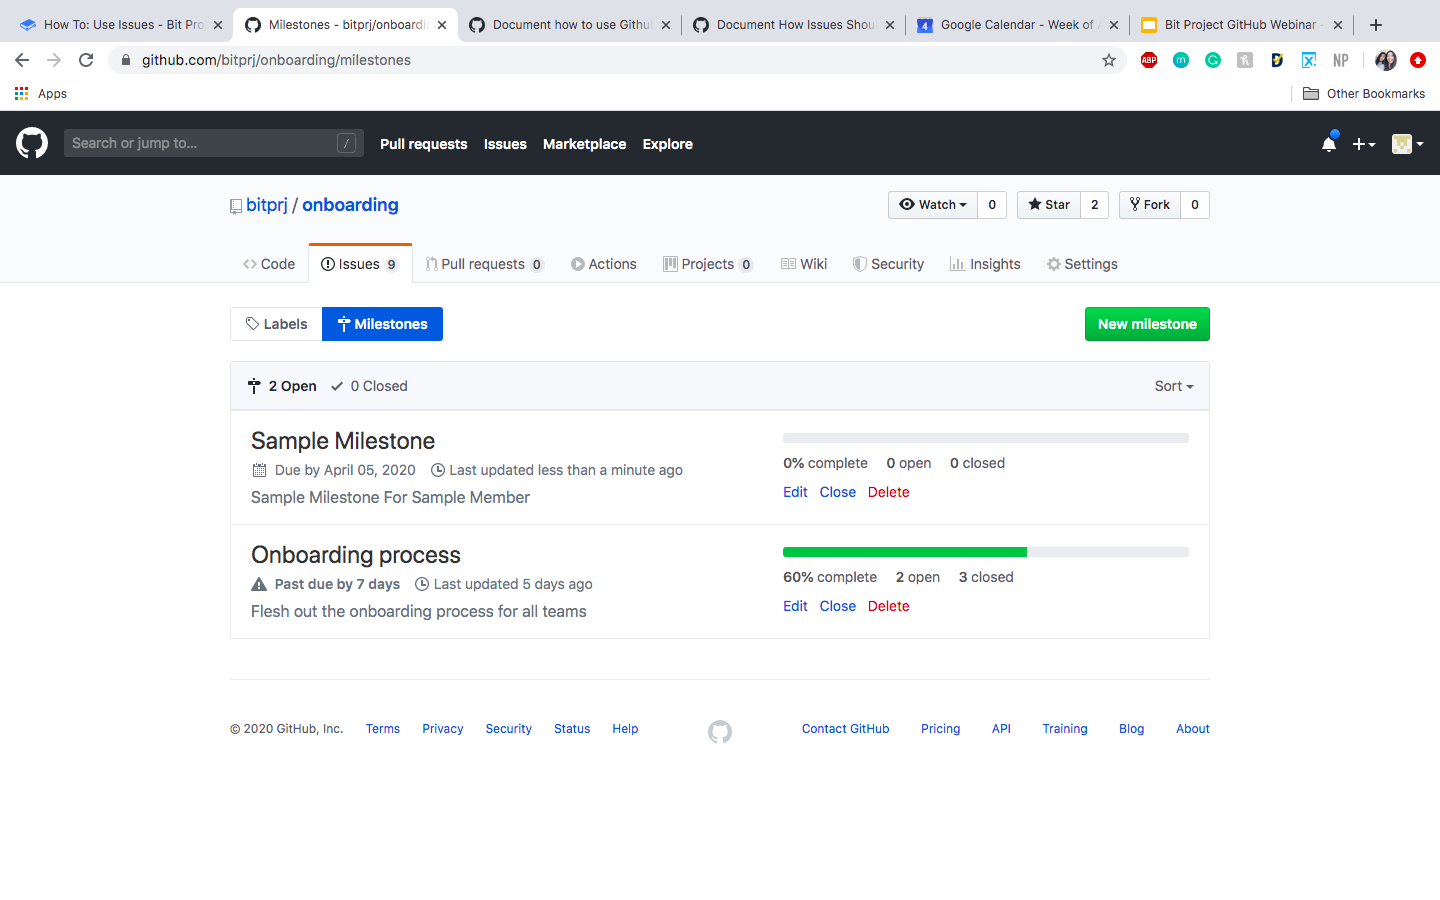 How To: Use Issues - Bit Pro
Milestones - bitprj/onboardi
Document how to use Githu
Document How Issues Shou
Google Calendar - Week of
Bit Project GitHub Webinar -
github.com/bitprj/onboarding/milestones
ABP
m
G
NP
Apps
Other Bookmarks
Search or jump to...
/
Pull requests
Issues
Marketplace
Explore
bitprj / onboarding
Watch 0
Star 2
Fork 0
Code
Issues 9
Pull requests 0
Actions
Projects 0
Wiki
Security
Insights
Settings
Labels
Milestones
New milestone
2 Open
0 Closed
Sort
Sample Milestone
Due by April 05, 2020 Last updated less than a minute ago
Sample Milestone For Sample Member
0% complete 0 open 0 closed
Edit Close Delete
Onboarding process
Past due by 7 days Last updated 5 days ago
Flesh out the onboarding process for all teams
60% complete 2 open 3 closed
Edit Close Delete
© 2020 GitHub, Inc. Terms Privacy Security Status Help
Contact GitHub Pricing API Training Blog About